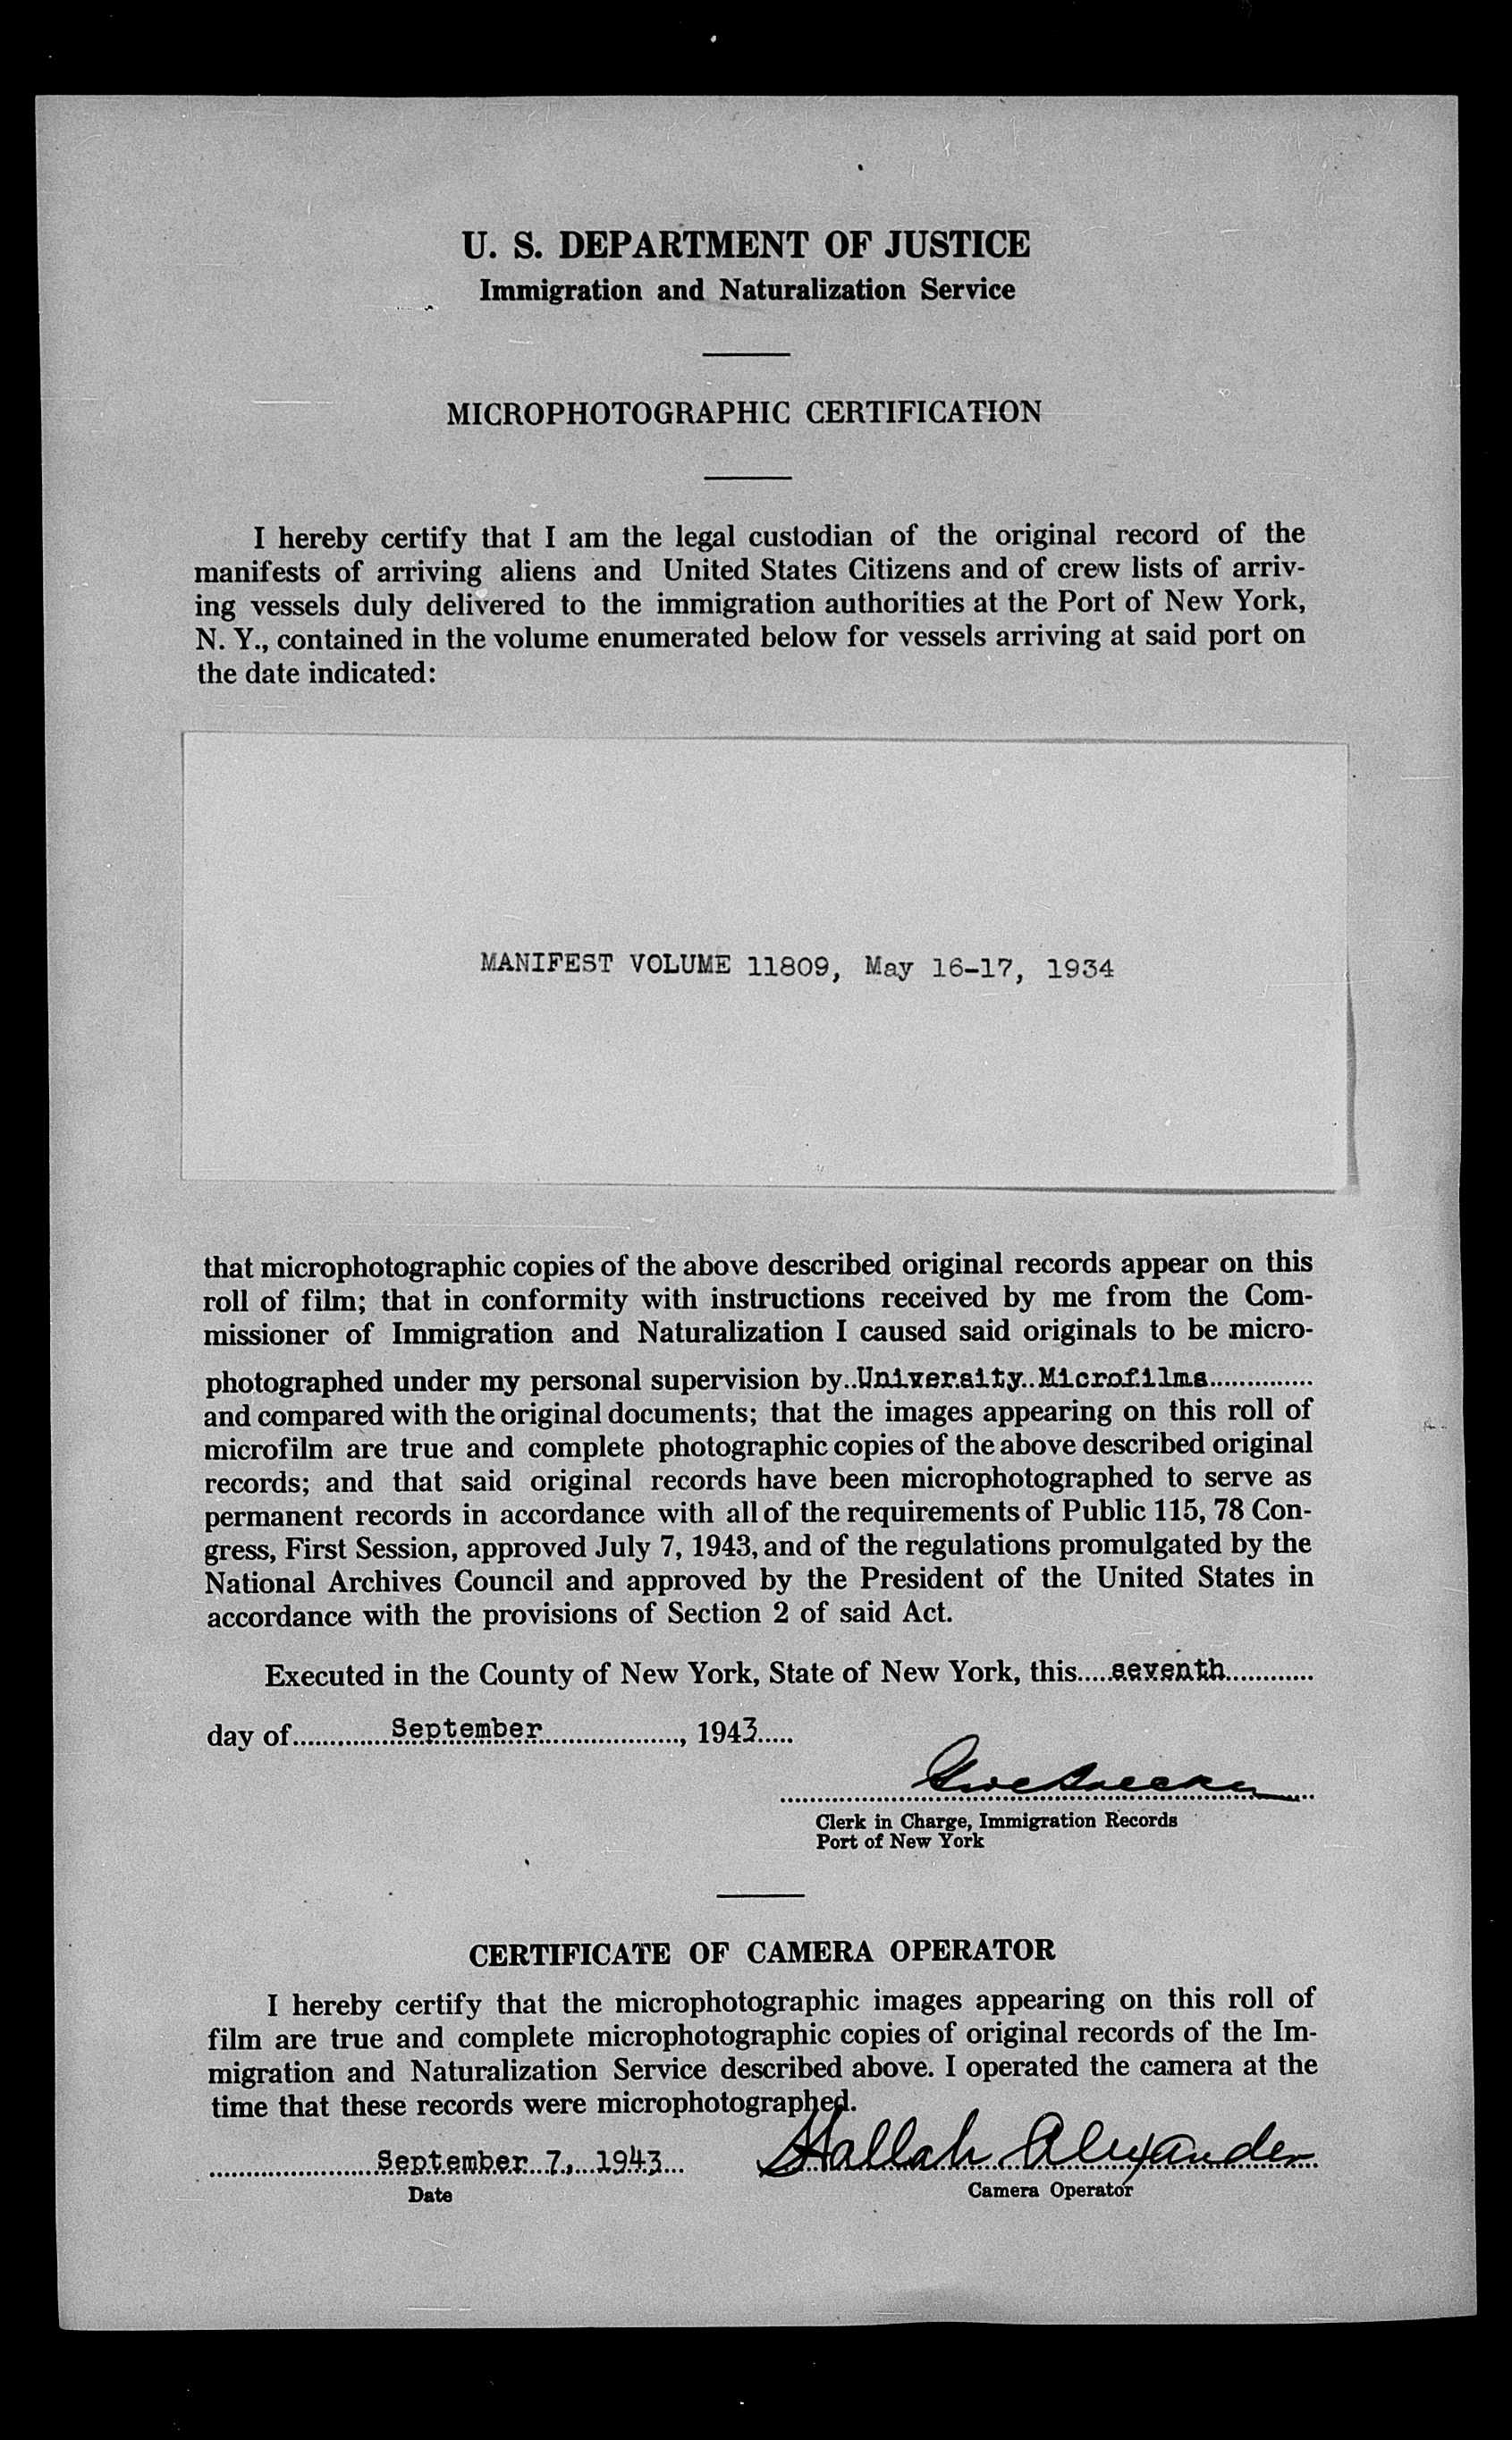 U. S. DEPARTMENT OF JUSTICE
Immigration and Naturalization Service
MICROPHOTOGRAPHIC CERTIFICATION
I hereby certify that I am the legal custodian of the original record of the
manifests of arriving aliens and United States Citizens and of crew lists of arriv-
ing vessels duly delivered to the immigration authorities at the Port of New York,
N. Y., contained in the volume enumerated below for vessels arriving at said port on
the date indicated:
MANIFEST VOLUME 11809, May 16-17, 1934
that microphotographic copies of the above described original records appear on this
roll of film; that in conformity with instructions received by me from the Com-
missioner of Immigration and Naturalization I caused said originals to be micro-
photographed under my personal supervision by..University..Microfilms..............
and compared with the original documents; that the images appearing on this roll of
microfilm are true and complete photographic copies of the above described original
records; and that said original records have been microphotographed to serve as
permanent records in accordance with all of the requirements of Public 115, 78 Con-
gress, First Session, approved July 7, 1943, and of the regulations promulgated by the
National Archives Council and approved by the President of the United States in
accordance with the provisions of Section 2 of said Act.
Executed in the County of New York, State of New York, this.....seventh............
day of..............September..................., 1943.....
Clerk in Charge, Immigration Records
Port of New York
CERTIFICATE OF CAMERA OPERATOR
I hereby certify that the microphotographic images appearing on this roll of
film are true and complete microphotographic copies of original records of the Im-
migration and Naturalization Service described above. I operated the camera at the
time that these records were microphotographed.
September 7, 1943 Hallah Alexander
Date Camera Operator